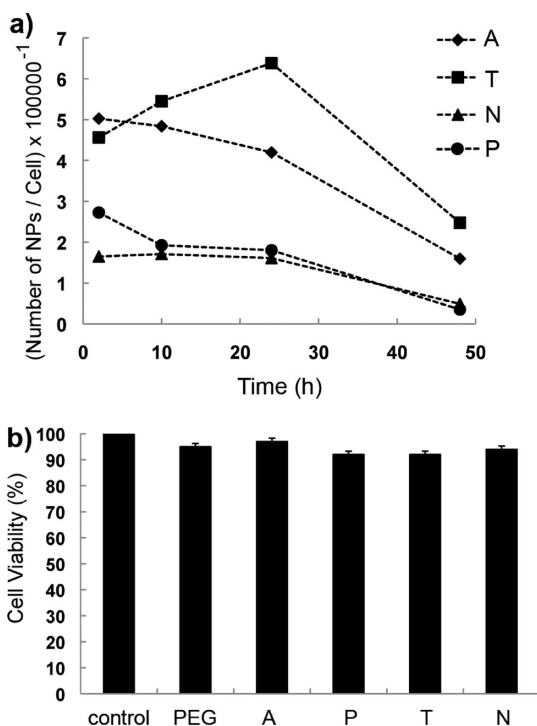 a)
(Number of NPs / Cell) x 100000⁻¹
7
6
5
4
3
2
1
0
0 10 20 30 40 50
Time (h)
A
T
N
P
b)
Cell Viability (%)
100
90
80
70
60
50
40
30
20
10
0
control PEG A P T N